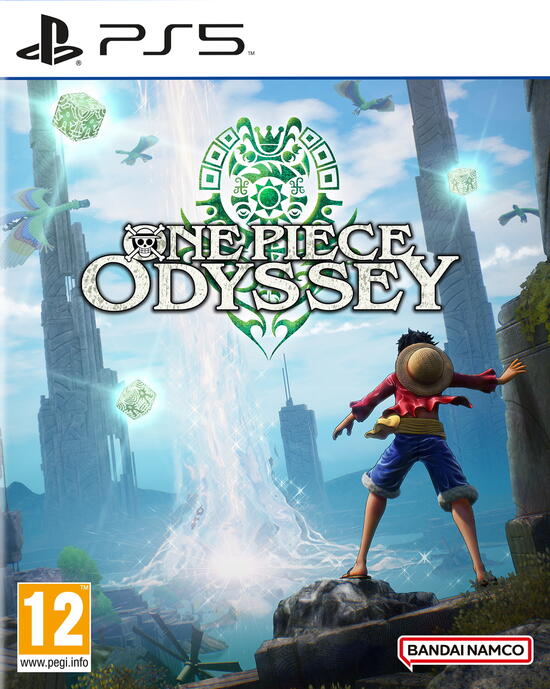 PS5
ONE PIECE
ODYSSEY
12
www.pegi.info
BANDAI NAMCO